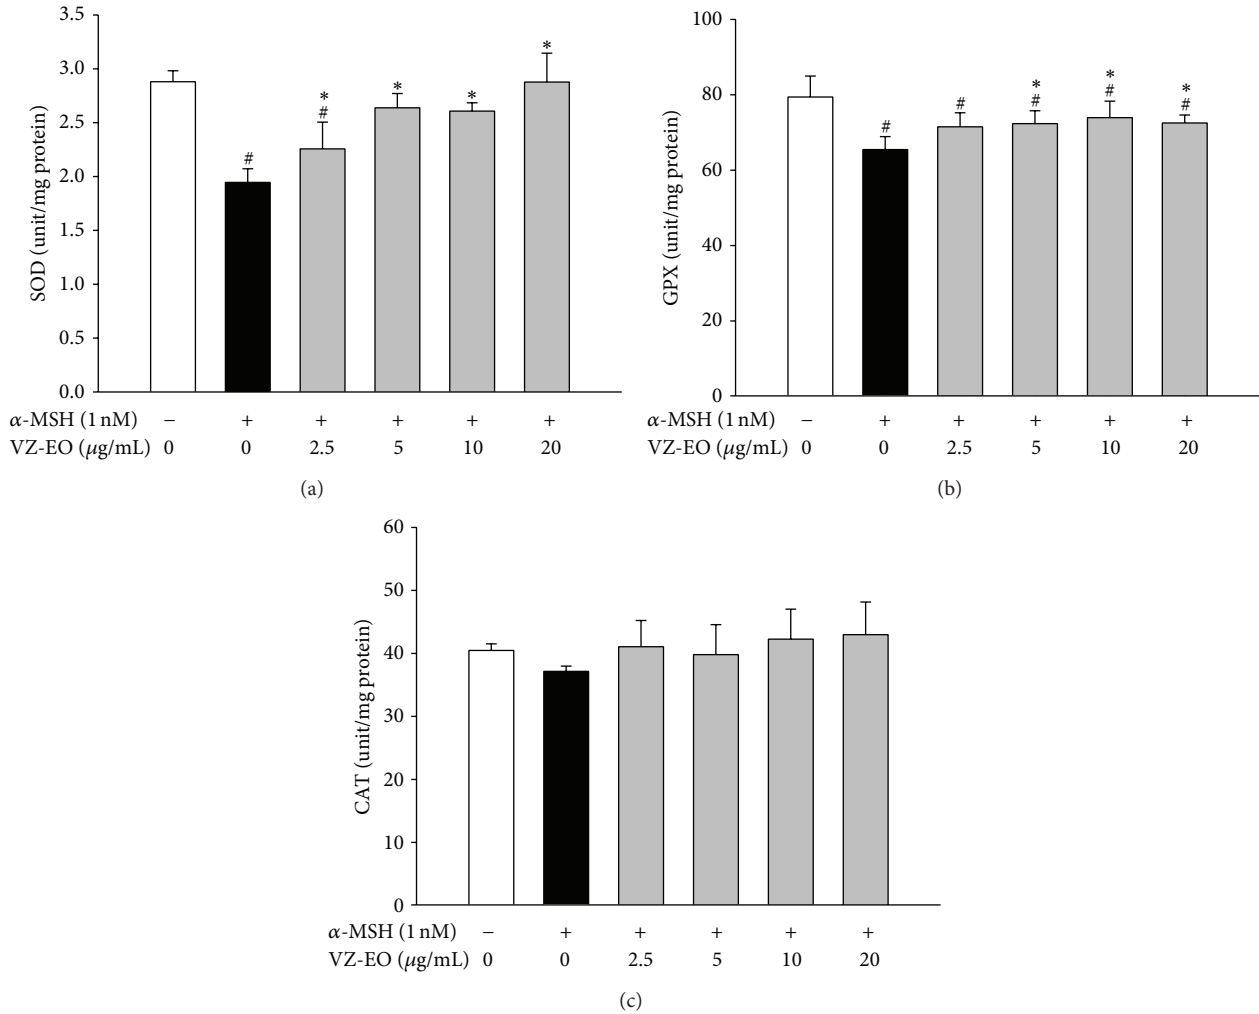 3.5
3.0
2.5
2.0
1.5
1.0
0.5
0.0
SOD (unit/mg protein)
# * # * * *
α-MSH (1 nM) − + + + + +
VZ-EO (μg/mL) 0 0 2.5 5 10 20
(a)
100
80
60
40
20
0
GPX (unit/mg protein)
# # * # * # * #
α-MSH (1 nM) − + + + + +
VZ-EO (μg/mL) 0 0 2.5 5 10 20
(b)
60
50
40
30
20
10
0
CAT (unit/mg protein)
α-MSH (1 nM) − + + + + +
VZ-EO (μg/mL) 0 0 2.5 5 10 20
(c)